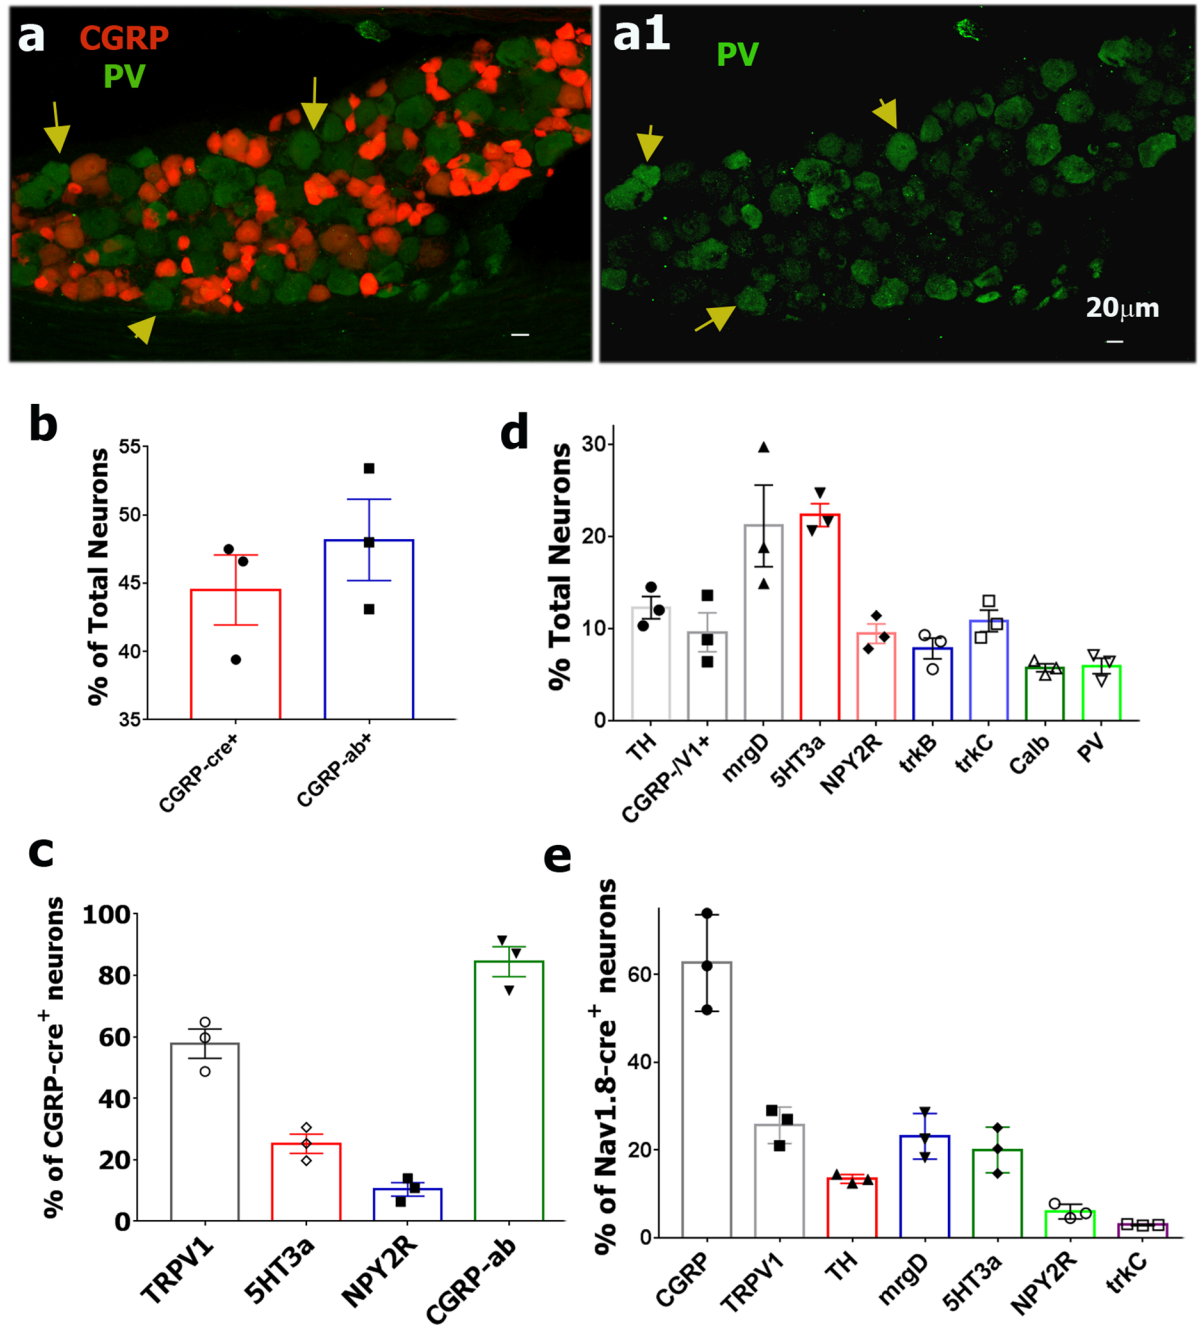 a
CGRP
PV
a1
PV
20μm
b
% of Total Neurons
55
50
45
40
35
CGRP-cre+
CGRP-ab+
d
% Total Neurons
30
20
10
0
TH
CGRP-/V1+
mrgD
5HT3a
NPY2R
trkB
trkC
Calb
PV
c
% of CGRP-cre+ neurons
100
80
60
40
20
0
TRPV1
5HT3a
NPY2R
CGRP-ab
e
% of Nav1.8-cre+ neurons
60
40
20
0
CGRP
TRPV1
TH
mrgD
5HT3a
NPY2R
trkC